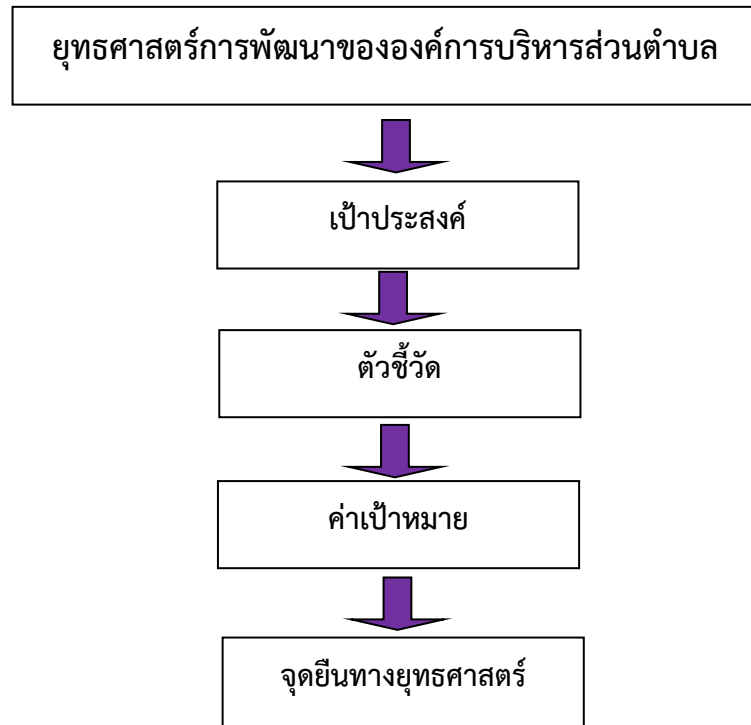 ยุทธศาสตร์การพัฒนาขององค์การบริหารส่วนตำบล
เป้าประสงค์
ตัวชี้วัด
ค่าเป้าหมาย
จุดยืนทางยุทธศาสตร์